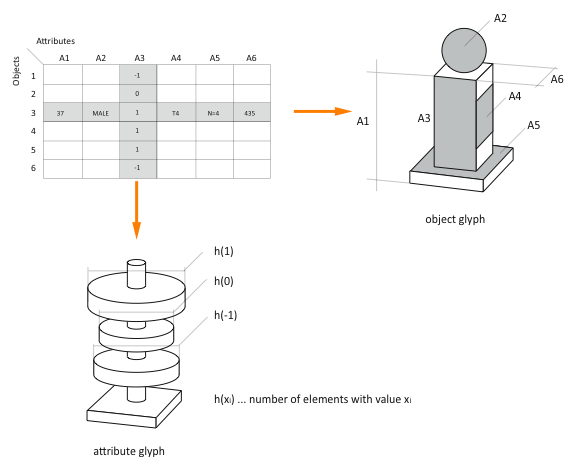 Attributes
Objects
A1 A2 A3 A4 A5 A6
1 -1
2 0
3 37 MALE 1 T4 N=4 435
4 1
5 1
6 -1
A2
A6
A4
A1
A3
A5
object glyph
h(1)
h(0)
h(-1)
h(xᵢ) ... number of elements with value xᵢ
attribute glyph